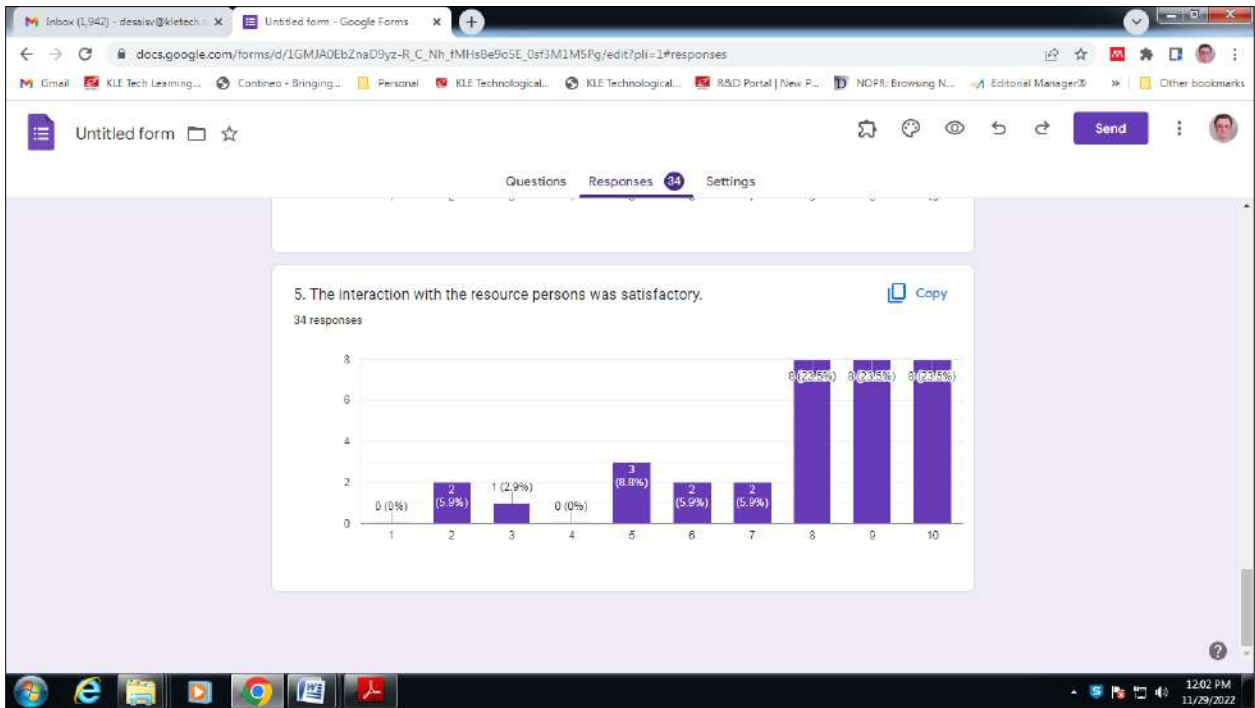 Inbox (1,942) - desaisv@kletech. Untitled form - Google Forms
docs.google.com/forms/d/1GMJA0EbZnaD9yz-R_C_Nh_fMHsBe9o5E_0sf3M1M5Pg/edit?pli=1#responses
Gmail KLE Tech Learning... Contineo - Bringing... Personal KLE Technological... KLE Technological... R&D Portal | New P... NOPR: Browsing N... Editorial Manager® » Other bookmarks
Untitled form Send
Questions Responses 34 Settings
5. The interaction with the resource persons was satisfactory. Copy
34 responses
8
6
4
2
0
0 (0%)
2 (5.9%)
1 (2.9%)
0 (0%)
3 (8.8%)
2 (5.9%)
2 (5.9%)
8 (23.5%)
8 (23.5%)
8 (23.5%)
1 2 3 4 5 6 7 8 9 10
12:02 PM
11/29/2022